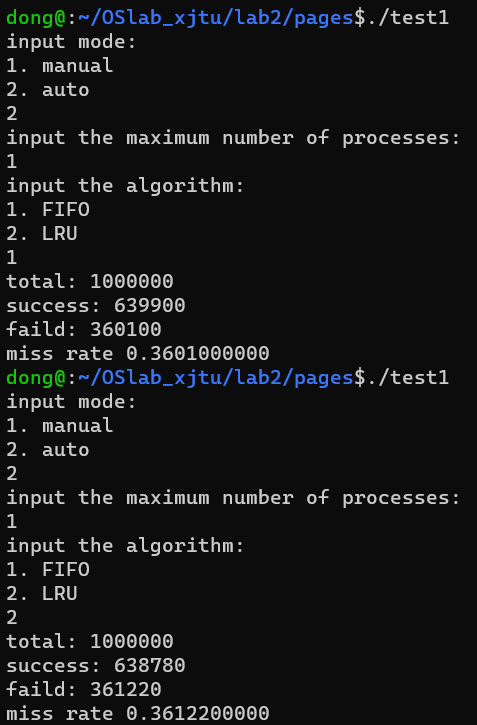 dong@:~/OSlab_xjtu/lab2/pages$./test1
input mode:
1. manual
2. auto
2
input the maximum number of processes:
1
input the algorithm:
1. FIFO
2. LRU
1
total: 1000000
success: 639900
faild: 360100
miss rate 0.3601000000
dong@:~/OSlab_xjtu/lab2/pages$./test1
input mode:
1. manual
2. auto
2
input the maximum number of processes:
1
input the algorithm:
1. FIFO
2. LRU
2
total: 1000000
success: 638780
faild: 361220
miss rate 0.3612200000